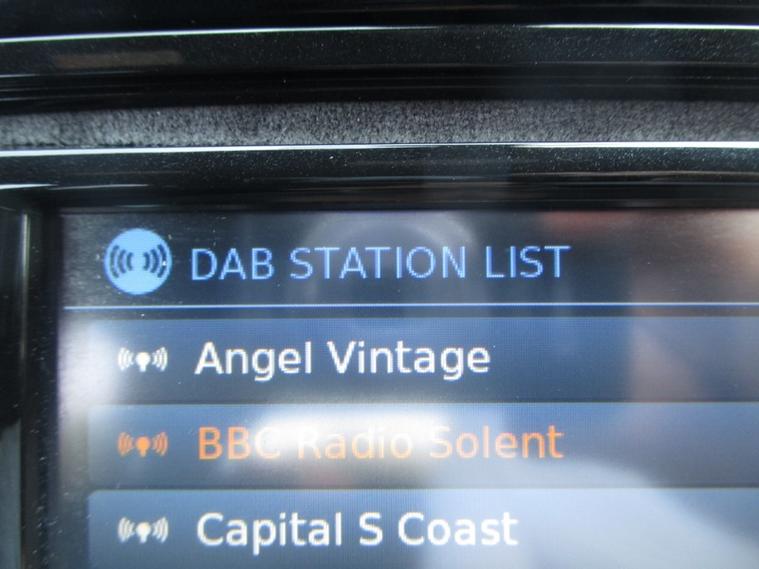 DAB STATION LIST
Angel Vintage
BBC Radio Solent
Capital S Coast